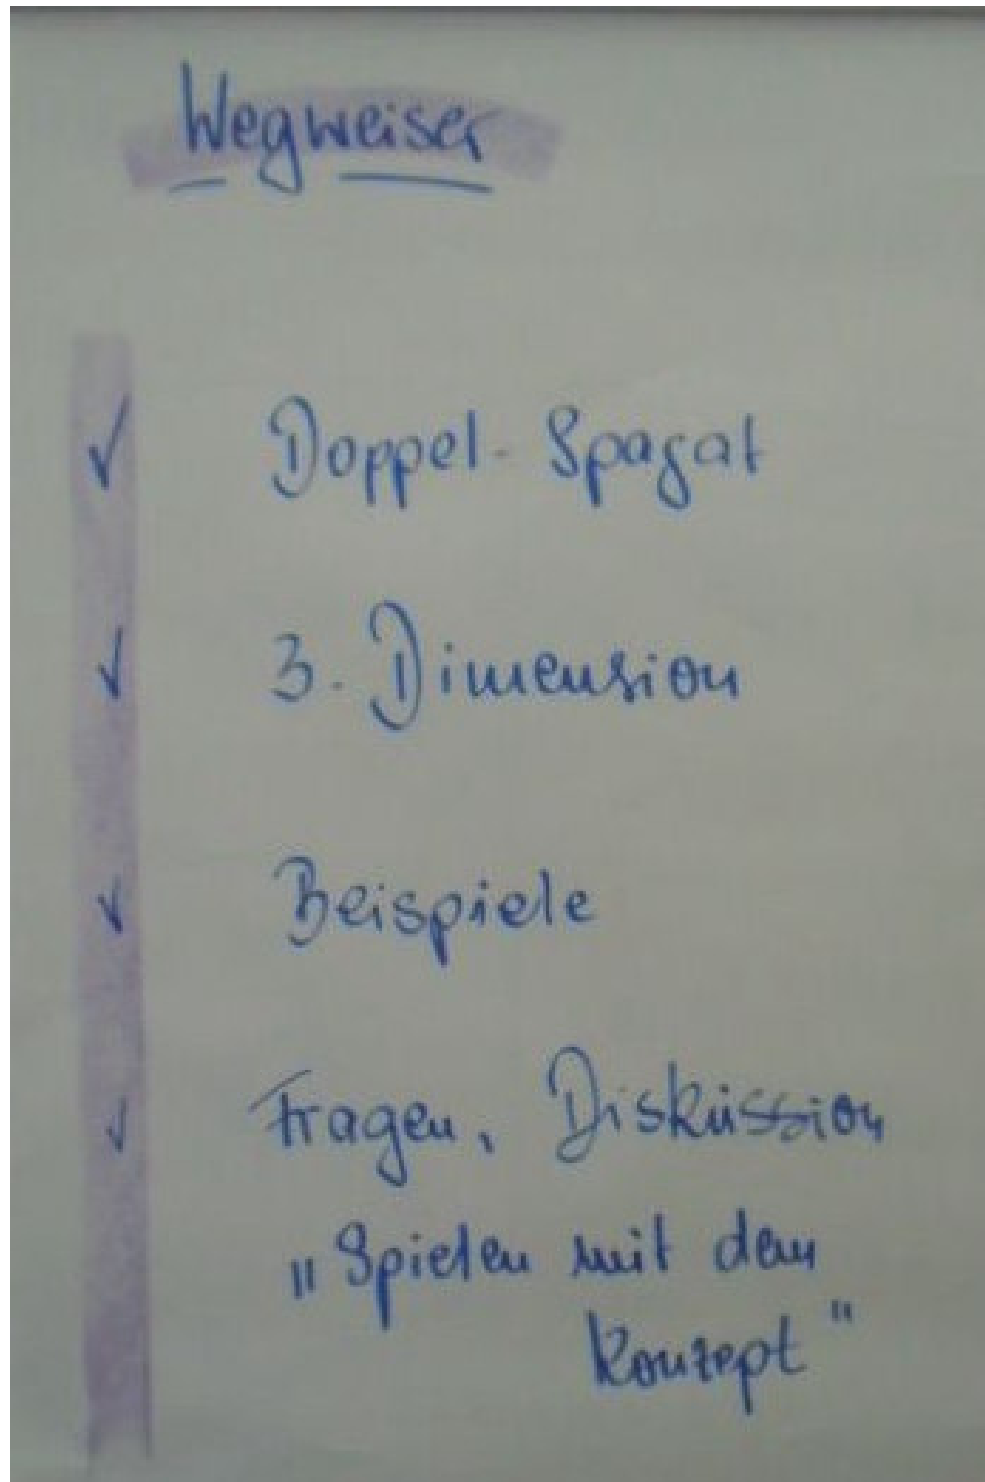 Wegweiser
✓ Doppel-Spagat
✓ 3. Dimension
✓ Beispiele
✓ Fragen, Diskussion
„Spielen mit dem
Konzept"